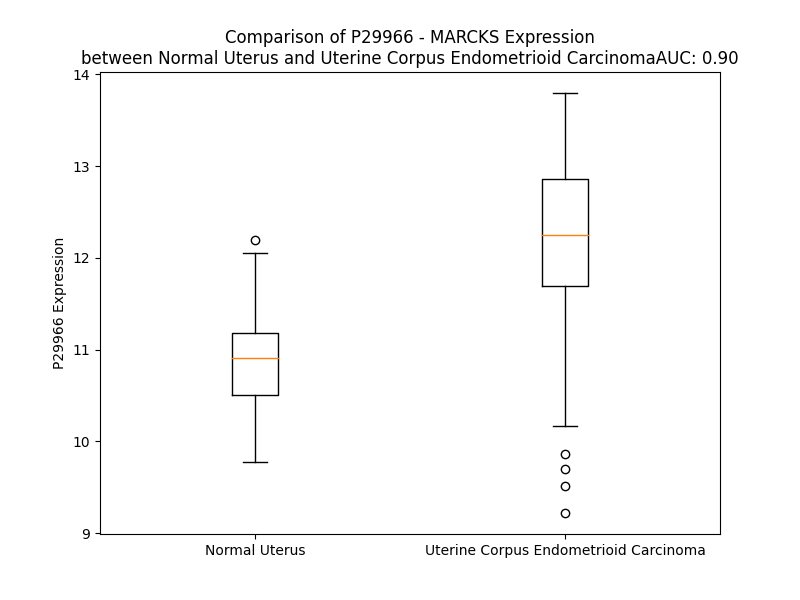 Comparison of P29966 - MARCKS Expression
between Normal Uterus and Uterine Corpus Endometrioid CarcinomaAUC: 0.90
14
13
12
11
10
9
P29966 Expression
Normal Uterus
Uterine Corpus Endometrioid Carcinoma